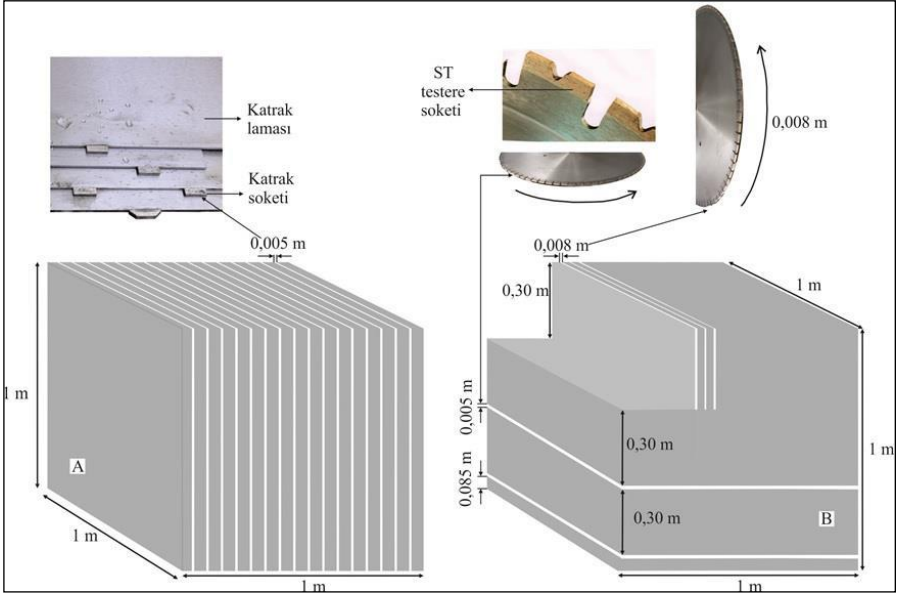 Katrak
laması
Katrak
soketi
0,005 m
1 m
A
1 m
1 m
ST
testere
soketi
0,008 m
0,008 m
0,30 m
1 m
0,005 m
0,085 m
0,30 m
0,30 m
B
1 m
1 m